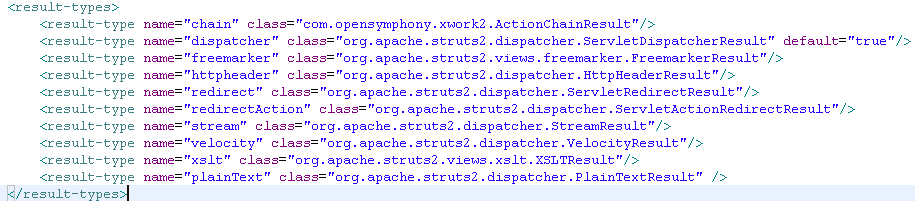 <result-types>
<result-type name="chain" class="com.opensymphony.xwork2.ActionChainResult"/>
<result-type name="dispatcher" class="org.apache.struts2.dispatcher.ServletDispatcherResult" default="true"/>
<result-type name="freemarker" class="org.apache.struts2.views.freemarker.FreemarkerResult"/>
<result-type name="httpheader" class="org.apache.struts2.dispatcher.HttpHeaderResult"/>
<result-type name="redirect" class="org.apache.struts2.dispatcher.ServletRedirectResult"/>
<result-type name="redirectAction" class="org.apache.struts2.dispatcher.ServletActionRedirectResult"/>
<result-type name="stream" class="org.apache.struts2.dispatcher.StreamResult"/>
<result-type name="velocity" class="org.apache.struts2.dispatcher.VelocityResult"/>
<result-type name="xslt" class="org.apache.struts2.views.xslt.XSLTResult"/>
<result-type name="plainText" class="org.apache.struts2.dispatcher.PlainTextResult" />
</result-types>